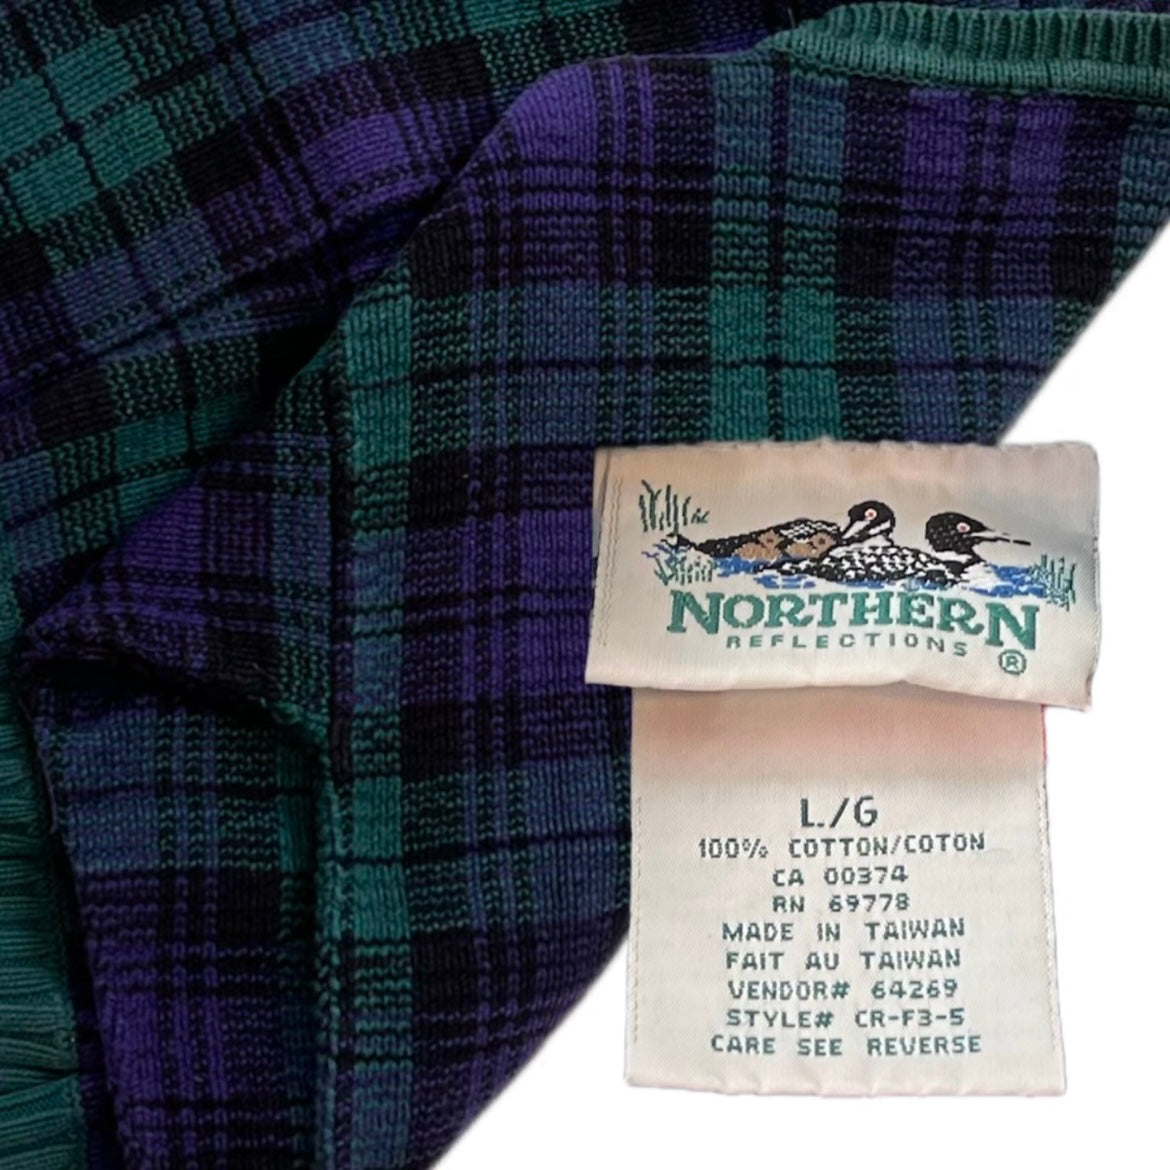 NORTHERN
REFLECTIONS ®
L/G
100% COTTON/COTON
CA 00374
RN 69778
MADE IN TAIWAN
FAIT AU TAIWAN
VENDOR# 64269
STYLE# CR-F3-5
CARE SEE REVERSE